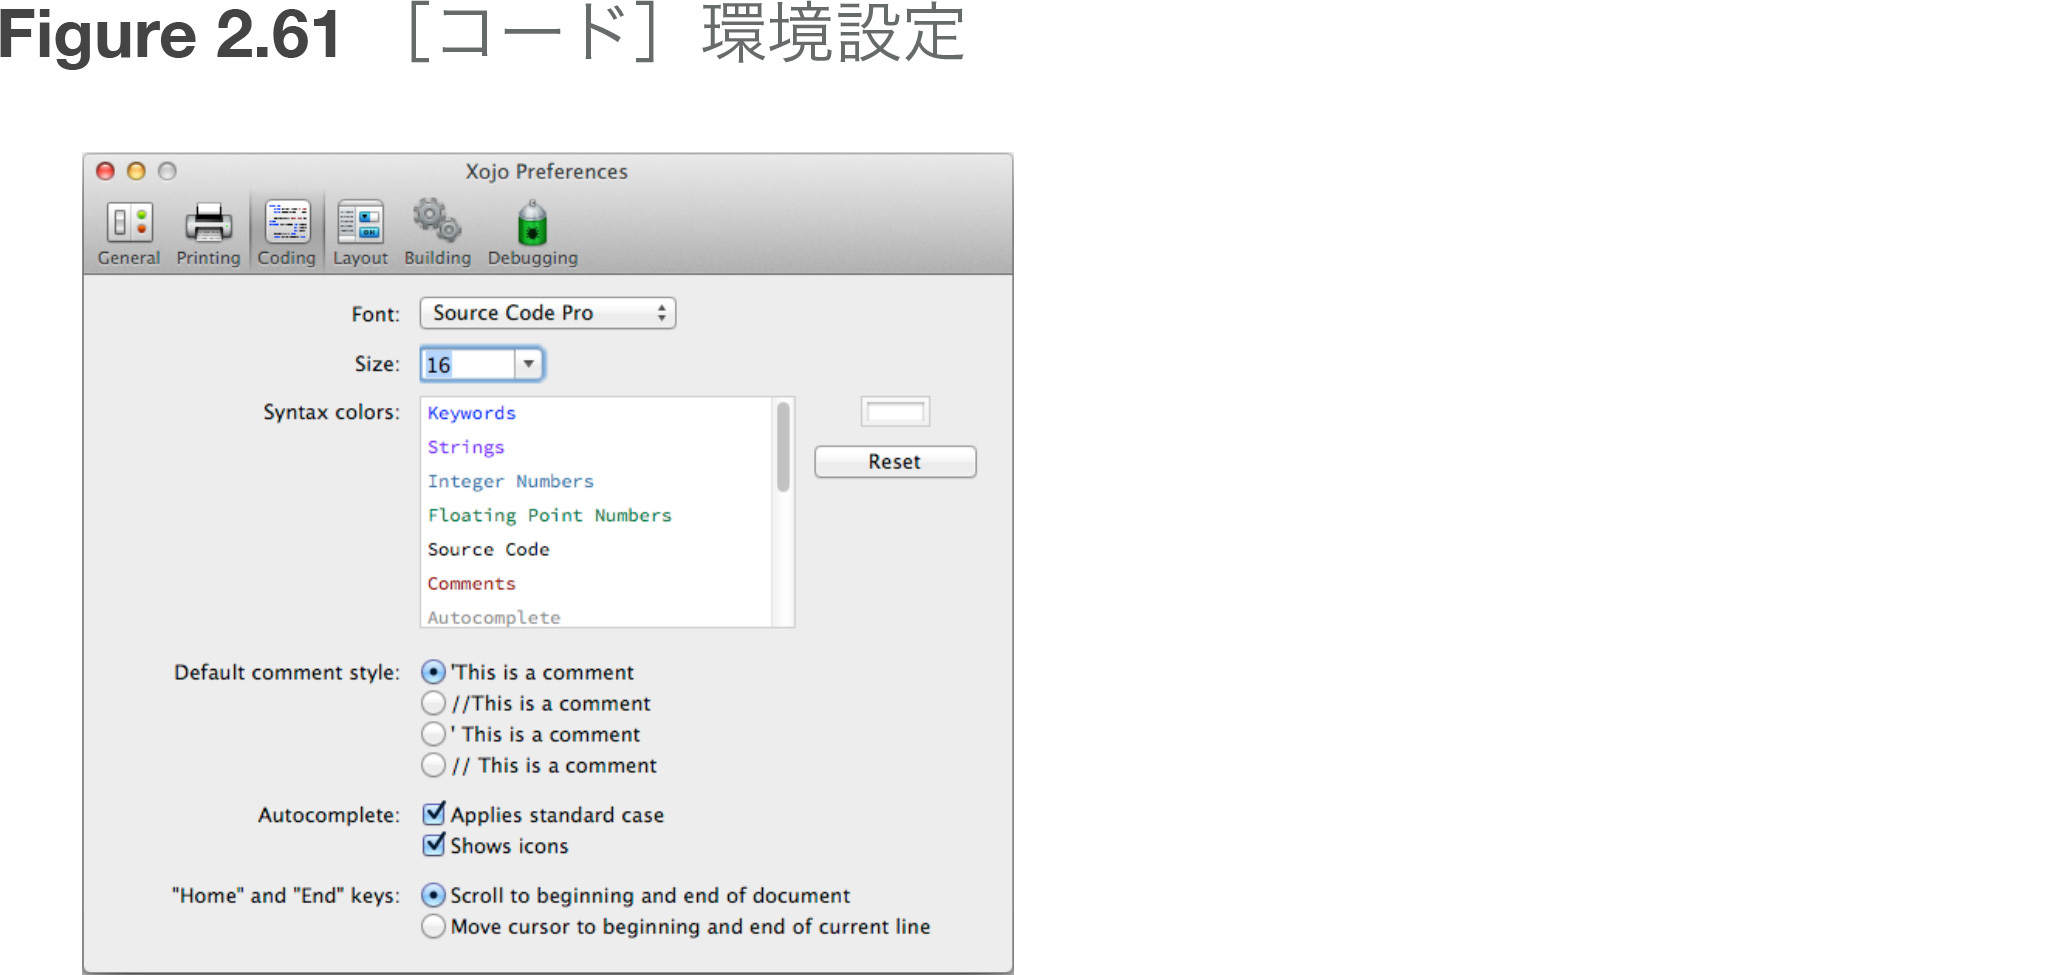 Figure 2.61 ［コード］環境設定
Xojo Preferences
General Printing Coding Layout Building Debugging
Font: Source Code Pro
Size: 16
Syntax colors: Keywords
Strings
Reset
Integer Numbers
Floating Point Numbers
Source Code
Comments
Autocomplete
Default comment style: 'This is a comment
//This is a comment
' This is a comment
// This is a comment
Autocomplete: Applies standard case
Shows icons
"Home" and "End" keys: Scroll to beginning and end of document
Move cursor to beginning and end of current line